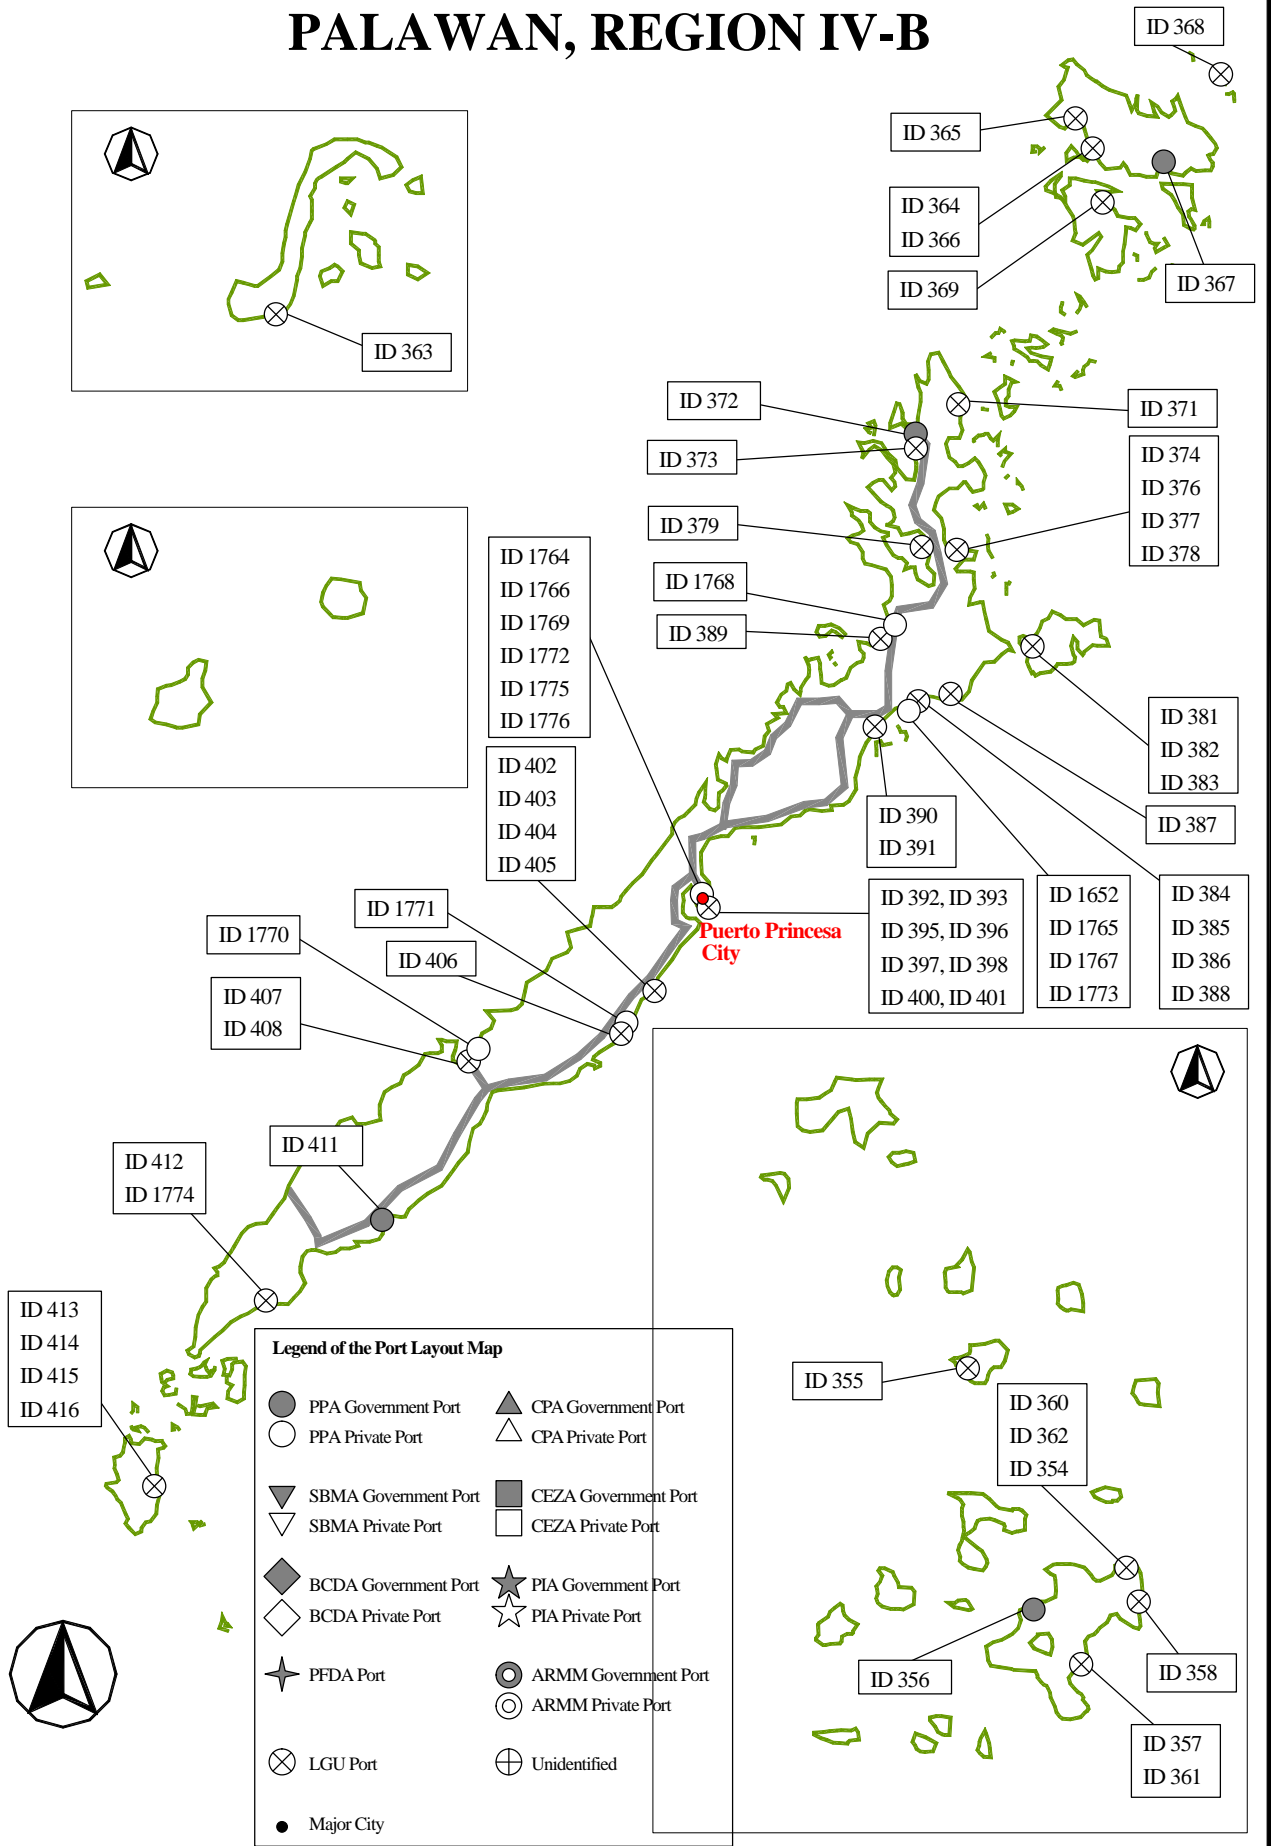 PALAWAN, REGION IV-B
ID 368
ID 365
ID 364
ID 366
ID 369
ID 367
ID 363
ID 372
ID 371
ID 373
ID 374
ID 376
ID 377
ID 378
ID 379
ID 1764
ID 1766
ID 1769
ID 1772
ID 1775
ID 1776
ID 1768
ID 389
ID 381
ID 382
ID 383
ID 402
ID 403
ID 404
ID 405
ID 390
ID 391
ID 387
ID 1771
ID 1770
ID 406
ID 392, ID 393
ID 395, ID 396
ID 397, ID 398
ID 400, ID 401
ID 1652
ID 1765
ID 1767
ID 1773
ID 384
ID 385
ID 386
ID 388
Puerto Princesa
City
ID 407
ID 408
ID 411
ID 412
ID 1774
ID 413
ID 414
ID 415
ID 416
ID 355
ID 360
ID 362
ID 354
ID 356
ID 358
ID 357
ID 361
Legend of the Port Layout Map
PPA Government Port
CPA Government Port
PPA Private Port
CPA Private Port
SBMA Government Port
CEZA Government Port
SBMA Private Port
CEZA Private Port
BCDA Government Port
PIA Government Port
BCDA Private Port
PIA Private Port
PFDA Port
ARMM Government Port
ARMM Private Port
LGU Port
Unidentified
Major City